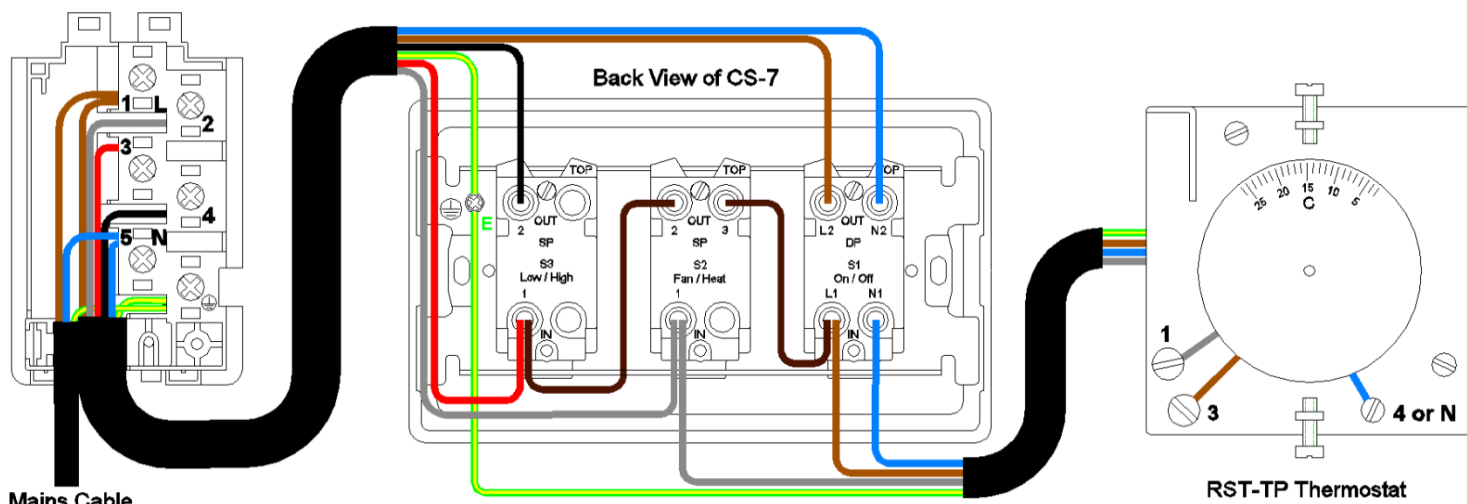 Back View of CS-7
1 L
2
3
4
5 N
Mains Cable
E
TOP
OUT
2
SP
S3
Low / High
1
IN
TOP
OUT
2 3
SP
S2
Fan / Heat
1
IN
TOP
OUT
L2 N2
DP
S1
On / Off
L1 N1
IN
25 20 15 10 5
C
1
3
4 or N
RST-TP Thermostat